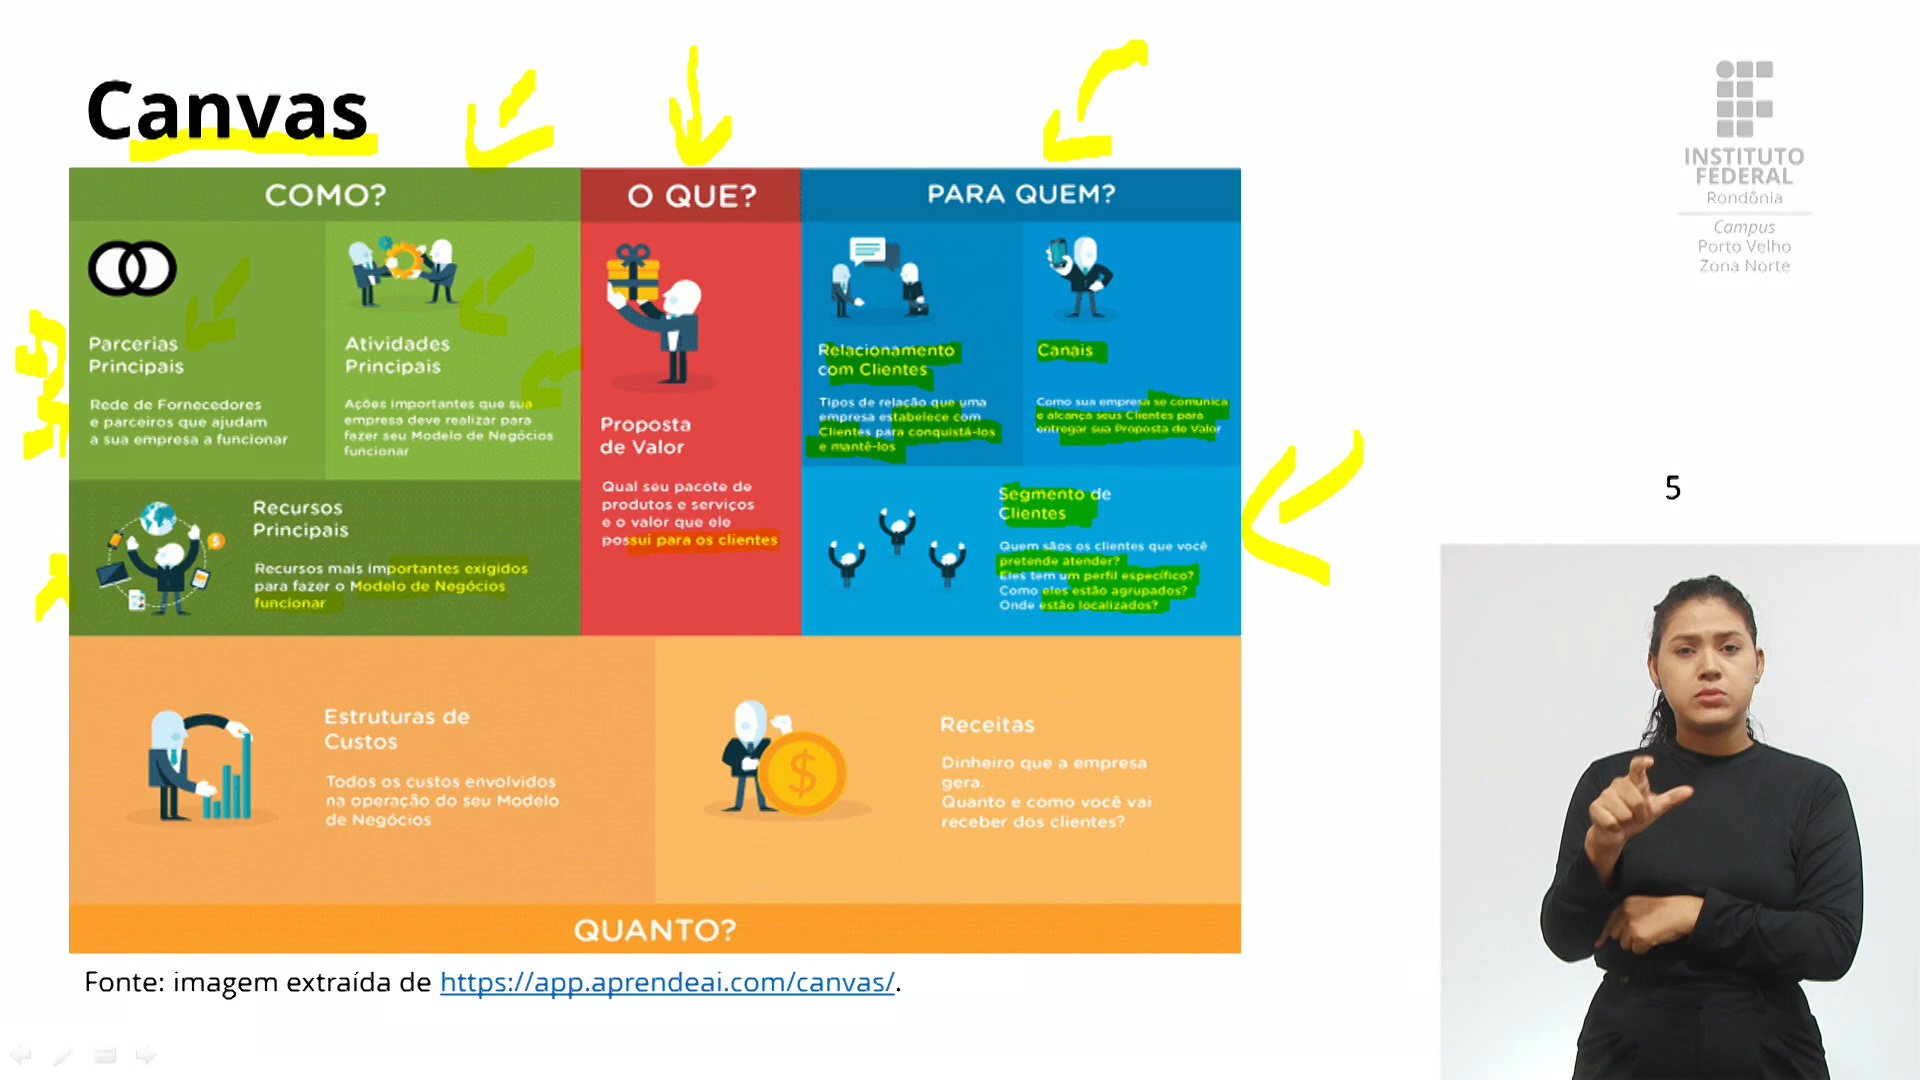 Canvas
COMO?
O QUE?
PARA QUEM?
Parcerias
Principais
Rede de Fornecedores
e parceiros que ajudam
a sua empresa a funcionar
Atividades
Principais
Ações importantes que sua
empresa deve realizar para
fazer seu Modelo de Negócios
funcionar
Recursos
Principais
Recursos mais importantes exigidos
para fazer o Modelo de Negócios
funcionar
Proposta
de Valor
Qual seu pacote de
produtos e serviços
e o valor que ele
possui para os clientes
Relacionamento
com Clientes
Tipos de relação que uma
empresa estabelece com
Clientes para conquistá-los
e mantê-los
Canais
Como sua empresa se comunica
e alcança seus Clientes para
entregar sua Proposta de Valor
Segmento de
Clientes
Quem sãos os clientes que você
pretende atender?
Eles tem um perfil específico?
Como eles estão agrupados?
Onde estão localizados?
Estruturas de
Custos
Todos os custos envolvidos
na operação do seu Modelo
de Negócios
Receitas
Dinheiro que a empresa
gera.
Quanto e como você vai
receber dos clientes?
QUANTO?
Fonte: imagem extraída de https://app.aprendeai.com/canvas/.
INSTITUTO
FEDERAL
Rondônia
Campus
Porto Velho
Zona Norte
5